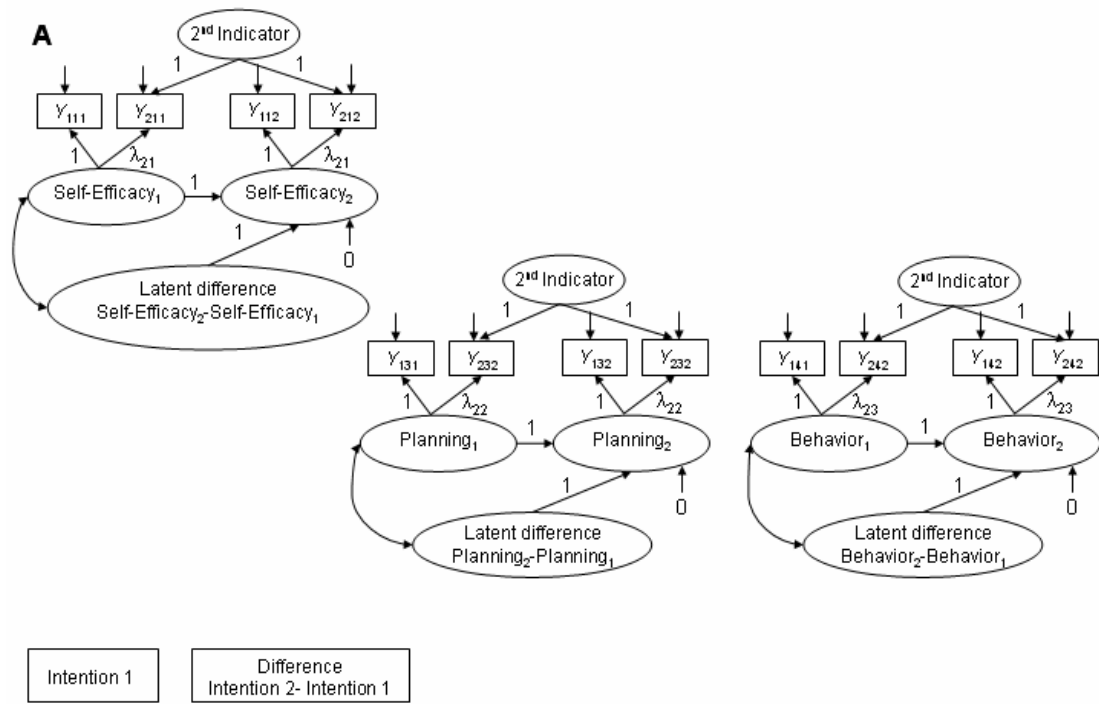 A
2nd Indicator
1 1
Y111 Y211 Y112 Y212
1 λ21 1 λ21
Self-Efficacy1 1 Self-Efficacy2
1
0
Latent difference
Self-Efficacy2-Self-Efficacy1
2nd Indicator
1 1
Y131 Y232 Y132 Y232
1 λ22 1 λ22
Planning1 1 Planning2
1
0
Latent difference
Planning2-Planning1
2nd Indicator
1 1
Y141 Y242 Y142 Y242
1 λ23 1 λ23
Behavior1 1 Behavior2
1
0
Latent difference
Behavior2-Behavior1
Intention 1
Difference
Intention 2- Intention 1